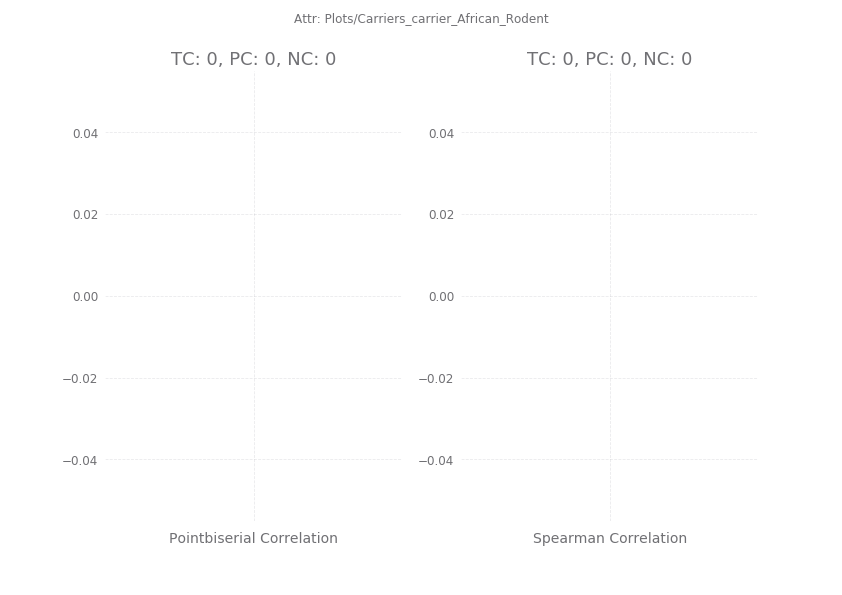 Attr: Plots/Carriers_carrier_African_Rodent
TC: 0, PC: 0, NC: 0
0.04
0.02
0.00
−0.02
−0.04
Pointbiserial Correlation
TC: 0, PC: 0, NC: 0
0.04
0.02
0.00
−0.02
−0.04
Spearman Correlation